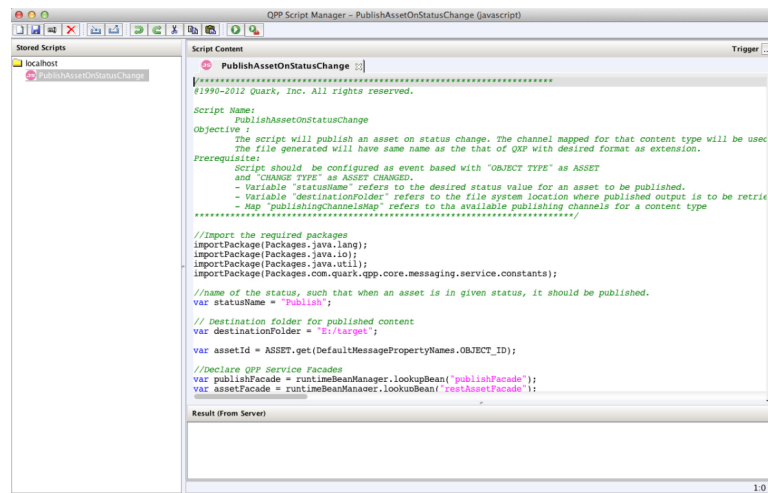 QPP Script Manager - PublishAssetOnStatusChange (javascript)
Stored Scripts
localhost
PublishAssetOnStatusChange
Script Content
Trigger ...
PublishAssetOnStatusChange
/************************************************************************
@1990-2012 Quark, Inc. All rights reserved.
Script Name:
PublishAssetOnStatusChange
Objective :
The script will publish an asset on status change. The channel mapped for that content type will be used
The file generated will have same name as the that of QXP with desired format as extension.
Prerequisite:
Script should be configured as event based with "OBJECT TYPE" as ASSET
and "CHANGE TYPE" as ASSET CHANGED.
- Variable "statusName" refers to the desired status value for an asset to be published.
- Variable "destinationFolder" refers to the file system location where published output is to be retrie
- Map "publishingChannelsMap" refers to tha available publishing channels for a content type
*****************************************************************************/
//Import the required packages
importPackage(Packages.java.lang);
importPackage(Packages.java.io);
importPackage(Packages.java.util);
importPackage(Packages.com.quark.qpp.core.messaging.service.constants);
//name of the status, such that when an asset is in given status, it should be published.
var statusName = "Publish";
// Destination folder for published content
var destinationFolder = "E:/target";
var assetId = ASSET.get(DefaultMessagePropertyNames.OBJECT_ID);
//Declare QPP Service Facades
var publishFacade = runtimeBeanManager.lookupBean("publishFacade");
var assetFacade = runtimeBeanManager.lookupBean("restAssetFacade");
Result (From Server)
1:0